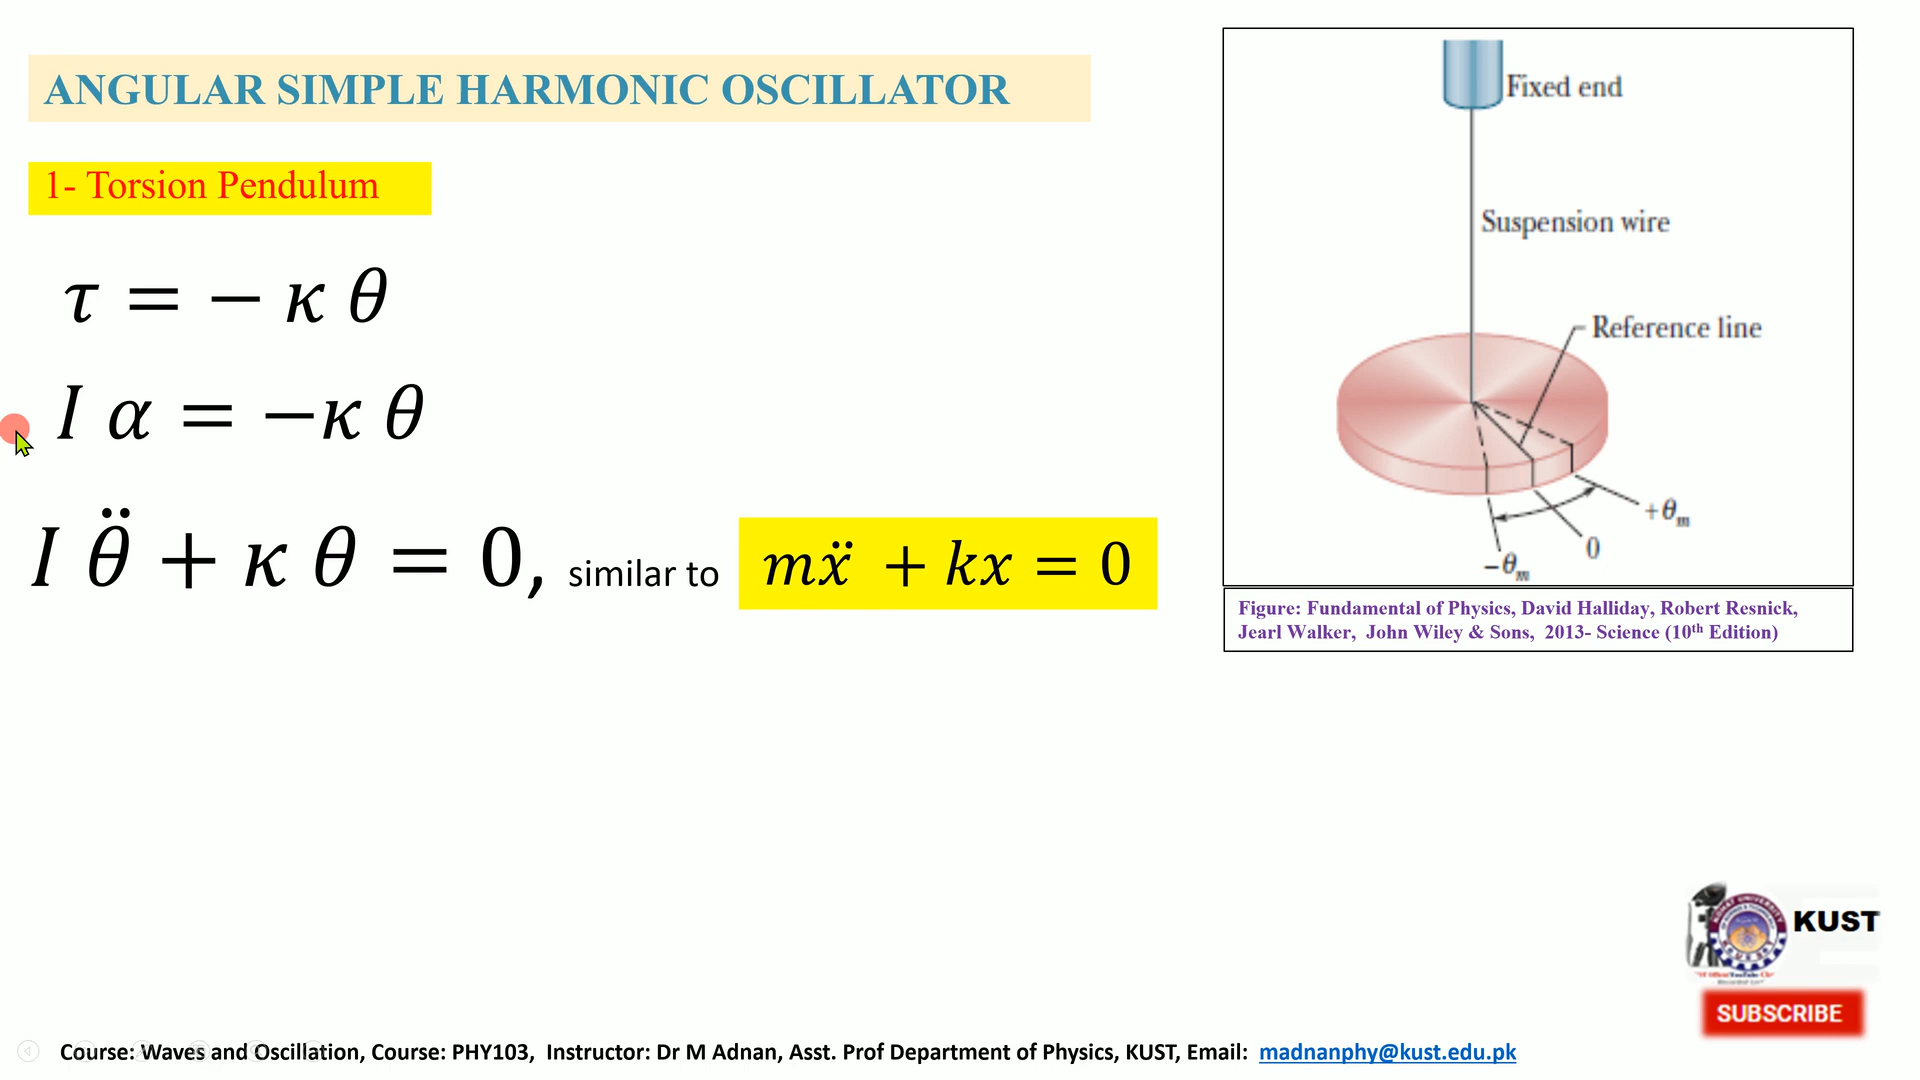 ANGULAR SIMPLE HARMONIC OSCILLATOR
1- Torsion Pendulum
τ = − κ θ
I α = −κ θ
I θ̈ + κ θ = 0, similar to mẍ + kx = 0
Fixed end
Suspension wire
Reference line
+θₘ
0
−θₘ
Figure: Fundamental of Physics, David Halliday, Robert Resnick,
Jearl Walker, John Wiley & Sons, 2013- Science (10th Edition)
KUST
SUBSCRIBE
Course: Waves and Oscillation, Course: PHY103, Instructor: Dr M Adnan, Asst. Prof Department of Physics, KUST, Email: madnanphy@kust.edu.pk